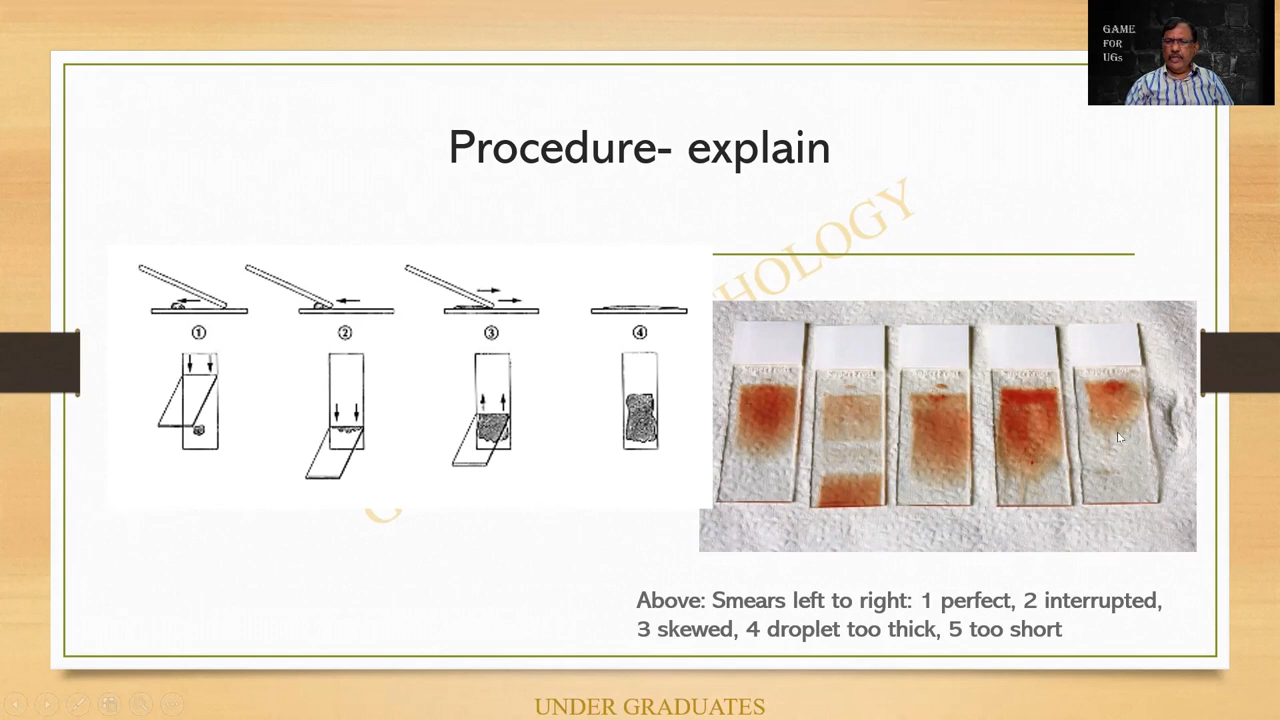 GAME
FOR
UGs
Procedure- explain
HOLOGY
1
2
3
4
C
Above: Smears left to right: 1 perfect, 2 interrupted,
3 skewed, 4 droplet too thick, 5 too short
UNDER GRADUATES